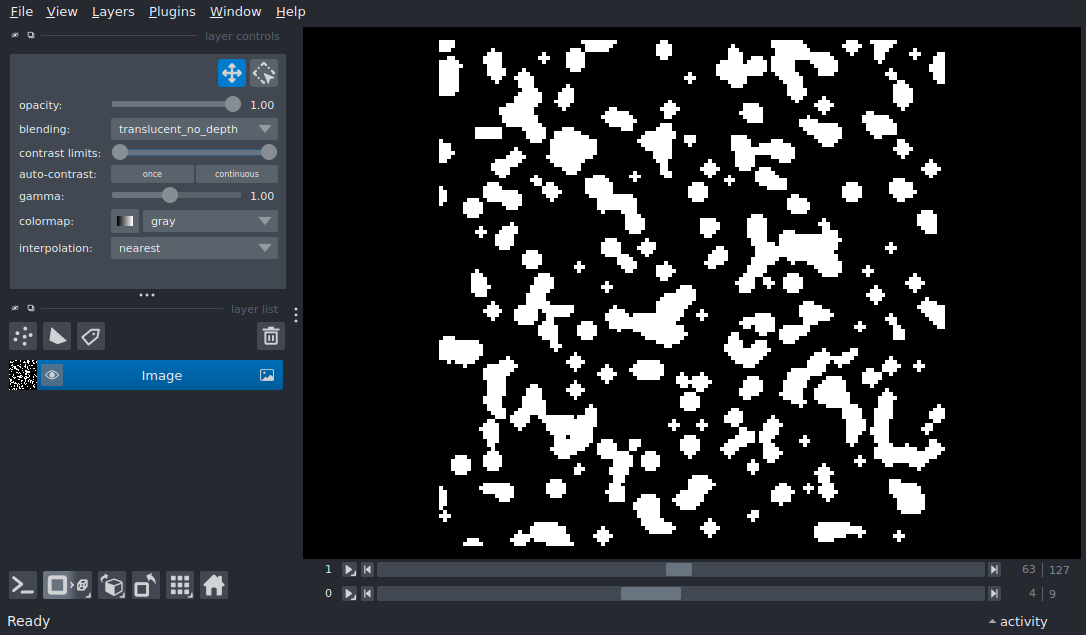 File View Layers Plugins Window Help
layer controls
opacity: 1.00
blending: translucent_no_depth
contrast limits:
auto-contrast: once continuous
gamma: 1.00
colormap: gray
interpolation: nearest
layer list
Image
1 63 127
0 4 9
Ready activity